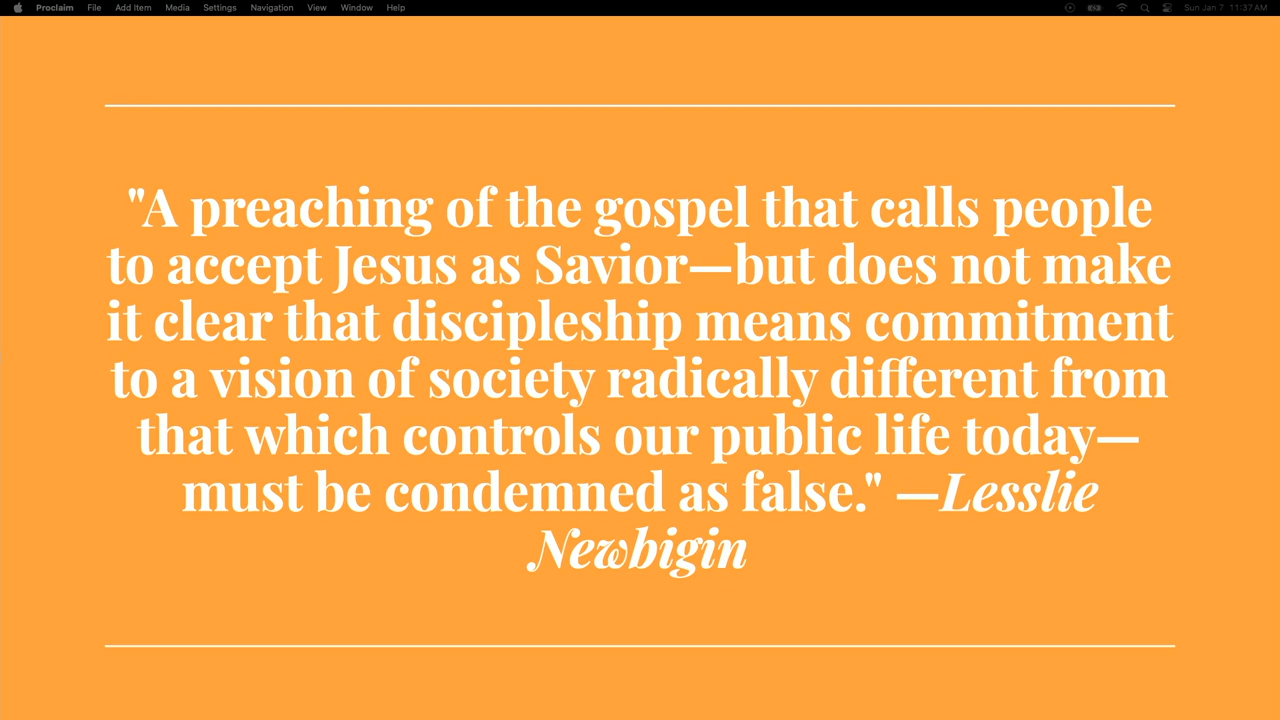 Proclaim File Add Item Media Settings Navigation View Window Help Sun Jan 7 11:37 AM
"A preaching of the gospel that calls people
to accept Jesus as Savior—but does not make
it clear that discipleship means commitment
to a vision of society radically different from
that which controls our public life today—
must be condemned as false." —Lesslie
Newbigin